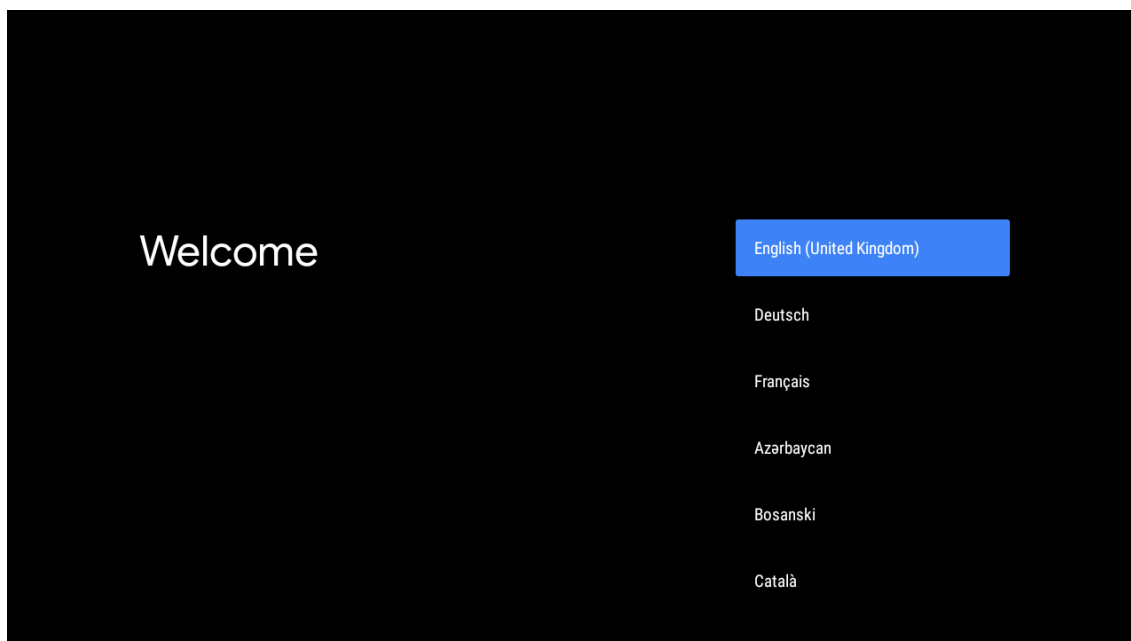 Welcome
English (United Kingdom)
Deutsch
Français
Azərbaycan
Bosanski
Català